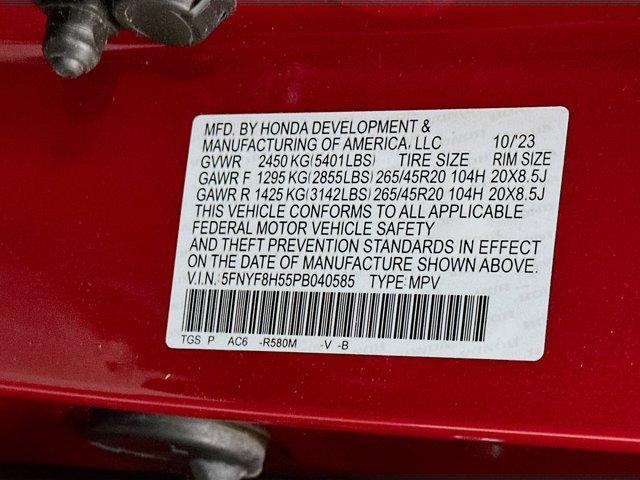 MFD. BY HONDA DEVELOPMENT &
MANUFACTURING OF AMERICA, LLC 10/'23
GVWR 2450 KG(5401LBS) TIRE SIZE RIM SIZE
GAWR F 1295 KG(2855LBS) 265/45R20 104H 20X8.5J
GAWR R 1425 KG(3142LBS) 265/45R20 104H 20X8.5J
THIS VEHICLE CONFORMS TO ALL APPLICABLE
FEDERAL MOTOR VEHICLE SAFETY
AND THEFT PREVENTION STANDARDS IN EFFECT
ON THE DATE OF MANUFACTURE SHOWN ABOVE.
V.I.N. 5FNYF8H55PB040585 TYPE: MPV
TGS P AC6 -R580M -V -B